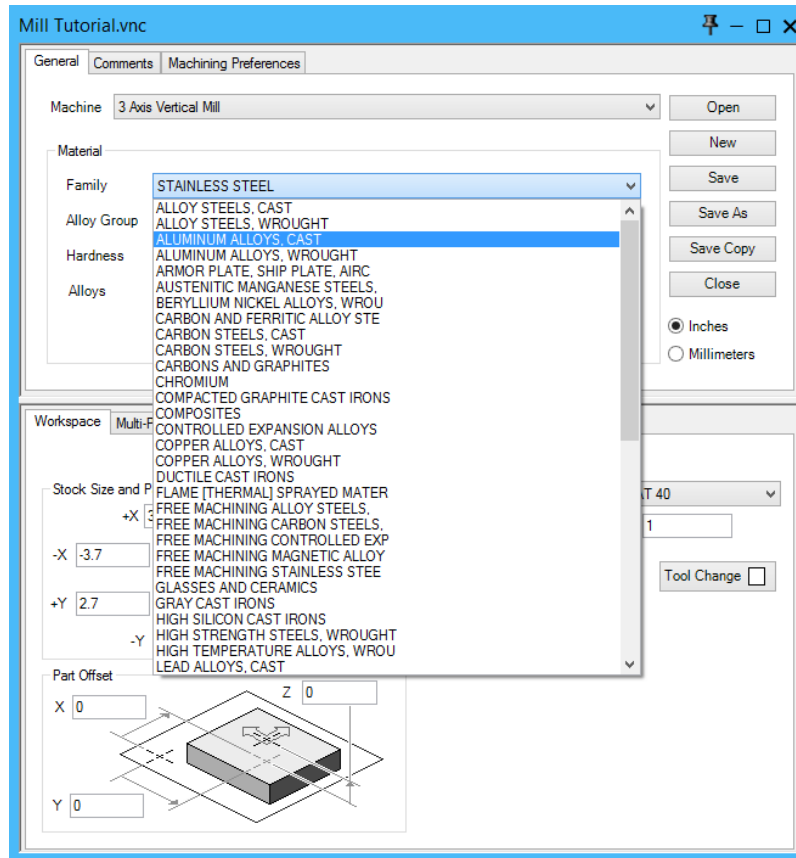 Mill Tutorial.vnc
General Comments Machining Preferences
Machine 3 Axis Vertical Mill Open
New
Material
Family STAINLESS STEEL Save
ALLOY STEELS, CAST
Alloy Group ALLOY STEELS, WROUGHT Save As
ALUMINUM ALLOYS, CAST
Hardness ALUMINUM ALLOYS, WROUGHT Save Copy
ARMOR PLATE, SHIP PLATE, AIRC
Alloys AUSTENITIC MANGANESE STEELS, Close
BERYLLIUM NICKEL ALLOYS, WROU
CARBON AND FERRITIC ALLOY STE Inches
CARBON STEELS, CAST
CARBON STEELS, WROUGHT Millimeters
CARBONS AND GRAPHITES
CHROMIUM
COMPACTED GRAPHITE CAST IRONS
COMPOSITES
Workspace Multi-F CONTROLLED EXPANSION ALLOYS
COPPER ALLOYS, CAST
COPPER ALLOYS, WROUGHT
DUCTILE CAST IRONS
Stock Size and P FLAME [THERMAL] SPRAYED MATER AT 40
+X 3 FREE MACHINING ALLOY STEELS,
FREE MACHINING CARBON STEELS, 1
FREE MACHINING CONTROLLED EXP
-X -3.7 FREE MACHINING MAGNETIC ALLOY
FREE MACHINING STAINLESS STEE Tool Change
GLASSES AND CERAMICS
+Y 2.7 GRAY CAST IRONS
HIGH SILICON CAST IRONS
-Y HIGH STRENGTH STEELS, WROUGHT
HIGH TEMPERATURE ALLOYS, WROU
LEAD ALLOYS, CAST
Part Offset
Z 0
X 0
Y 0